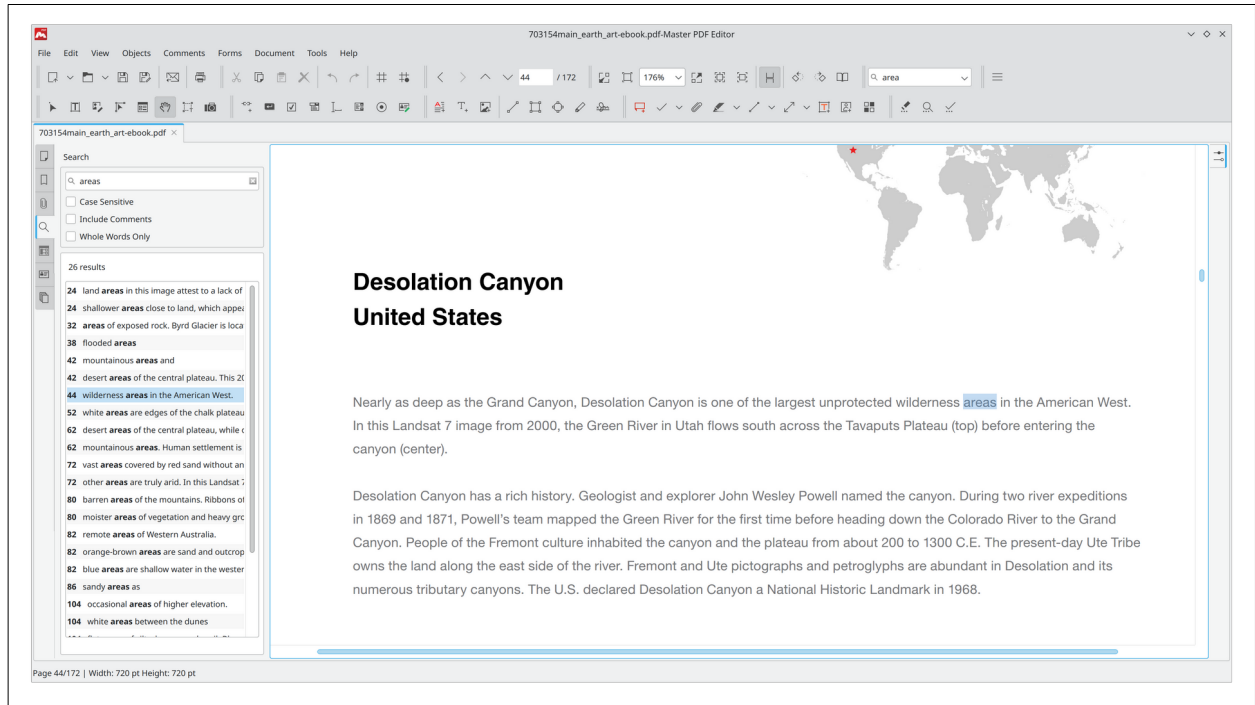 703154main_earth_art-ebook.pdf-Master PDF Editor
File Edit View Objects Comments Forms Document Tools Help
44 / 172 176% area
703154main_earth_art-ebook.pdf
Search
areas
Case Sensitive
Include Comments
Whole Words Only
26 results
24 land areas in this image attest to a lack of
24 shallower areas close to land, which appea
32 areas of exposed rock. Byrd Glacier is loca
38 flooded areas
42 mountainous areas and
42 desert areas of the central plateau. This 20
44 wilderness areas in the American West.
52 white areas are edges of the chalk plateau
62 desert areas of the central plateau, while
62 mountainous areas. Human settlement is
72 vast areas covered by red sand without an
72 other areas are truly arid. In this Landsat 7
80 barren areas of the mountains. Ribbons of
80 moister areas of vegetation and heavy grc
82 remote areas of Western Australia.
82 orange-brown areas are sand and outcrop
82 blue areas are shallow water in the wester
86 sandy areas as
104 occasional areas of higher elevation.
104 white areas between the dunes
Desolation Canyon
United States
Nearly as deep as the Grand Canyon, Desolation Canyon is one of the largest unprotected wilderness areas in the American West.
In this Landsat 7 image from 2000, the Green River in Utah flows south across the Tavaputs Plateau (top) before entering the
canyon (center).
Desolation Canyon has a rich history. Geologist and explorer John Wesley Powell named the canyon. During two river expeditions
in 1869 and 1871, Powell's team mapped the Green River for the first time before heading down the Colorado River to the Grand
Canyon. People of the Fremont culture inhabited the canyon and the plateau from about 200 to 1300 C.E. The present-day Ute Tribe
owns the land along the east side of the river. Fremont and Ute pictographs and petroglyphs are abundant in Desolation and its
numerous tributary canyons. The U.S. declared Desolation Canyon a National Historic Landmark in 1968.
Page 44/172 | Width: 720 pt Height: 720 pt